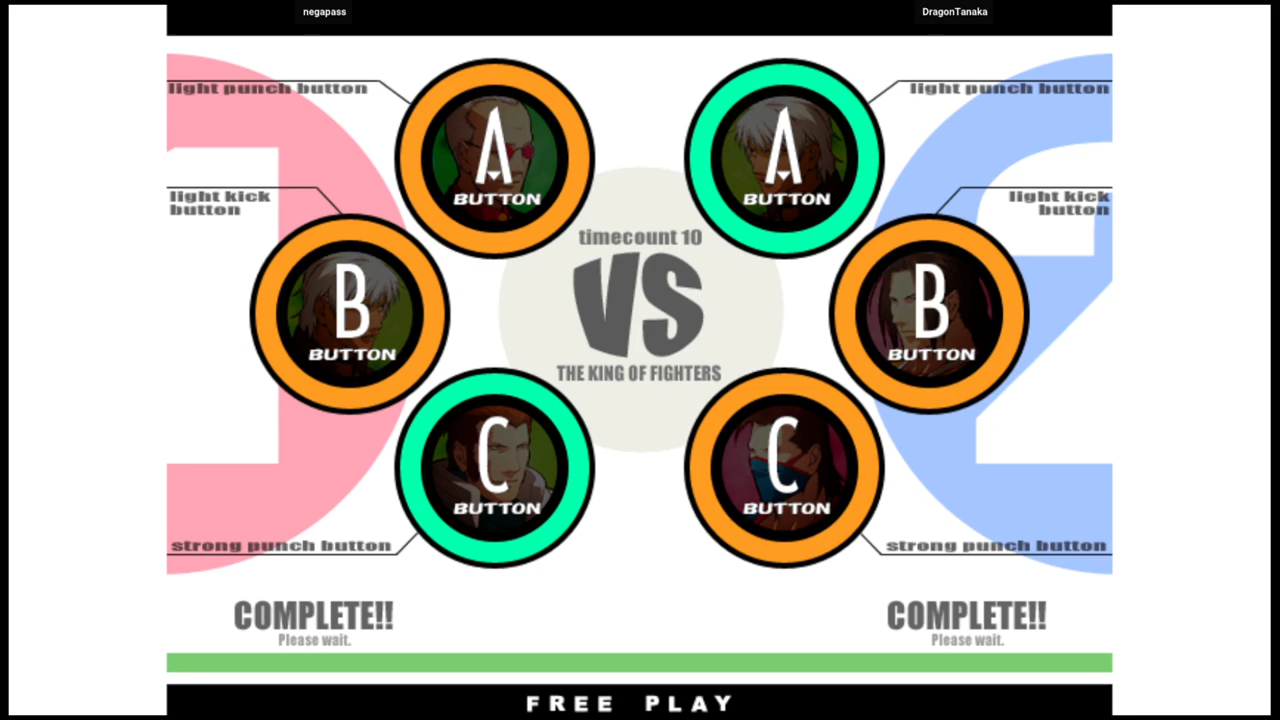 negapass
DragonTanaka
light punch button
A
BUTTON
A
BUTTON
light punch button
light kick
button
B
BUTTON
timecount 10
VS
THE KING OF FIGHTERS
light kick
button
B
BUTTON
C
BUTTON
C
BUTTON
strong punch button
strong punch button
COMPLETE!!
Please wait.
COMPLETE!!
Please wait.
FREE PLAY